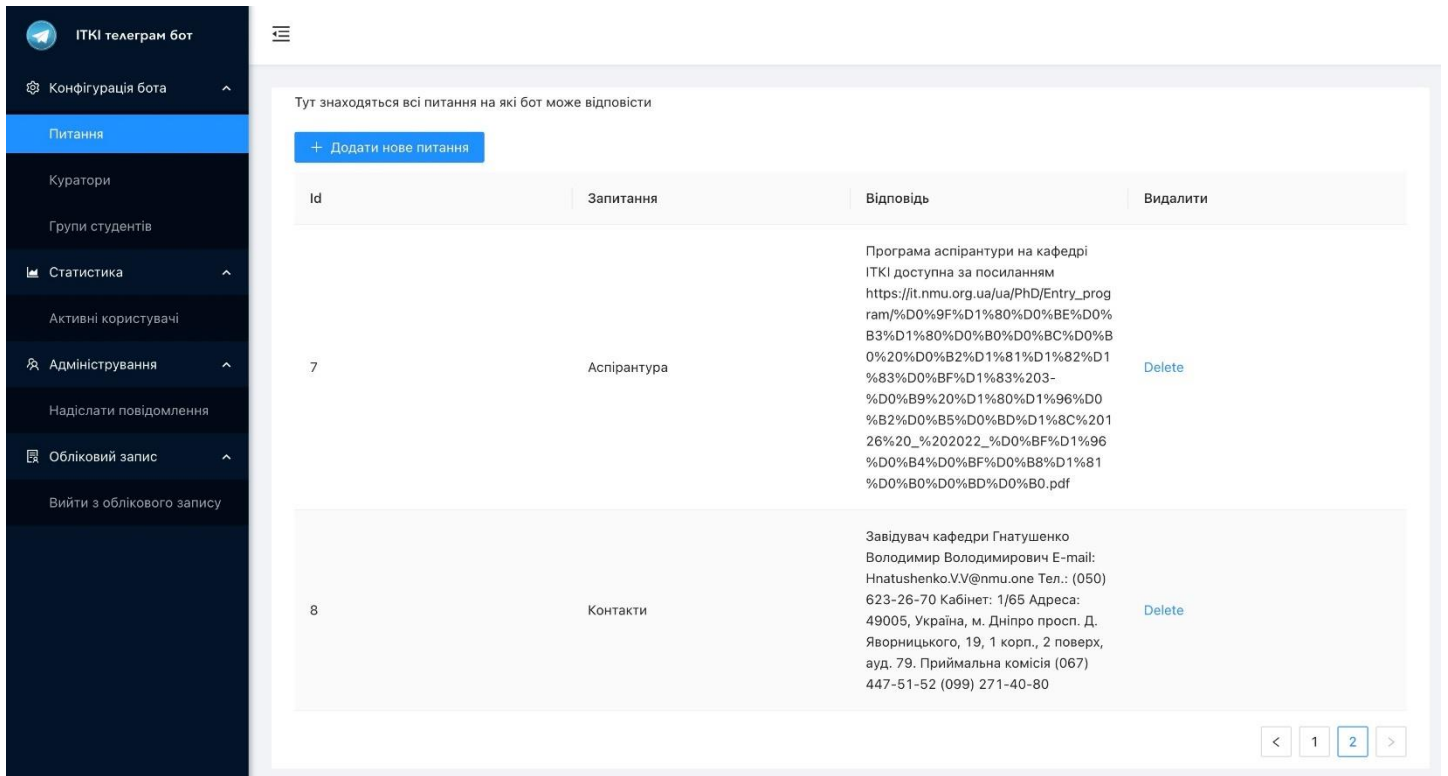 ІТКІ телеграм бот
Конфігурація бота
Питання
Куратори
Групи студентів
Статистика
Активні користувачі
Адміністрування
Надіслати повідомлення
Обліковий запис
Вийти з облікового запису
Тут знаходяться всі питання на які бот може відповісти
+ Додати нове питання
Id Запитання Відповідь Видалити
7
Аспірантура
Програма аспірантури на кафедрі
ІТКІ доступна за посиланням
https://it.nmu.org.ua/ua/PhD/Entry_prog
ram/%D0%9F%D1%80%D0%BE%D0%
B3%D1%80%D0%B0%D0%BC%D0%B
0%20%D0%B2%D1%81%D1%82%D1
%83%D0%BF%D1%83%203-
%D0%B9%20%D1%80%D1%96%D0
%B2%D0%B5%D0%BD%D1%8C%201
26%20_%202022_%D0%BF%D1%96
%D0%B4%D0%BF%D0%B8%D1%81
%D0%B0%D0%BD%D0%B0.pdf
Delete
8
Контакти
Завідувач кафедри Гнатушенко
Володимир Володимирович E-mail:
Hnatushenko.V.V@nmu.one Тел.: (050)
623-26-70 Кабінет: 1/65 Адреса:
49005, Україна, м. Дніпро просп. Д.
Яворницького, 19, 1 корп., 2 поверх,
ауд. 79. Приймальна комісія (067)
447-51-52 (099) 271-40-80
Delete
< 1 2 >